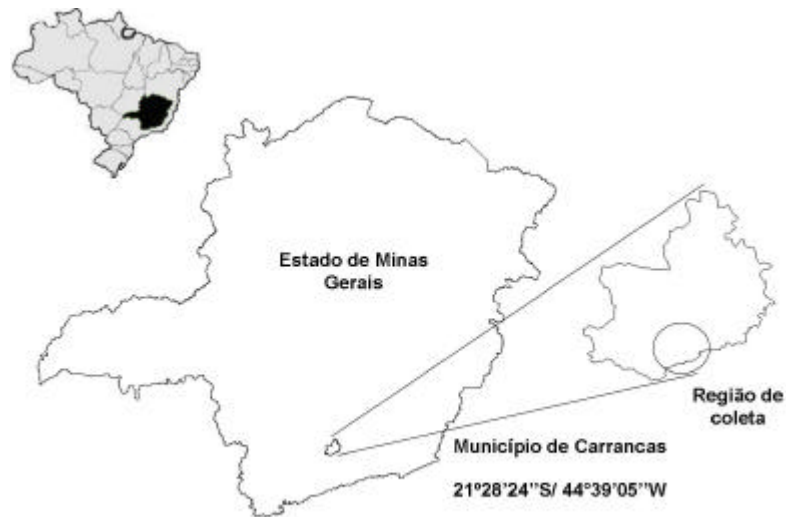 Estado de Minas
Gerais
Região de
coleta
Município de Carrancas
21º28'24''S/ 44º39'05''W